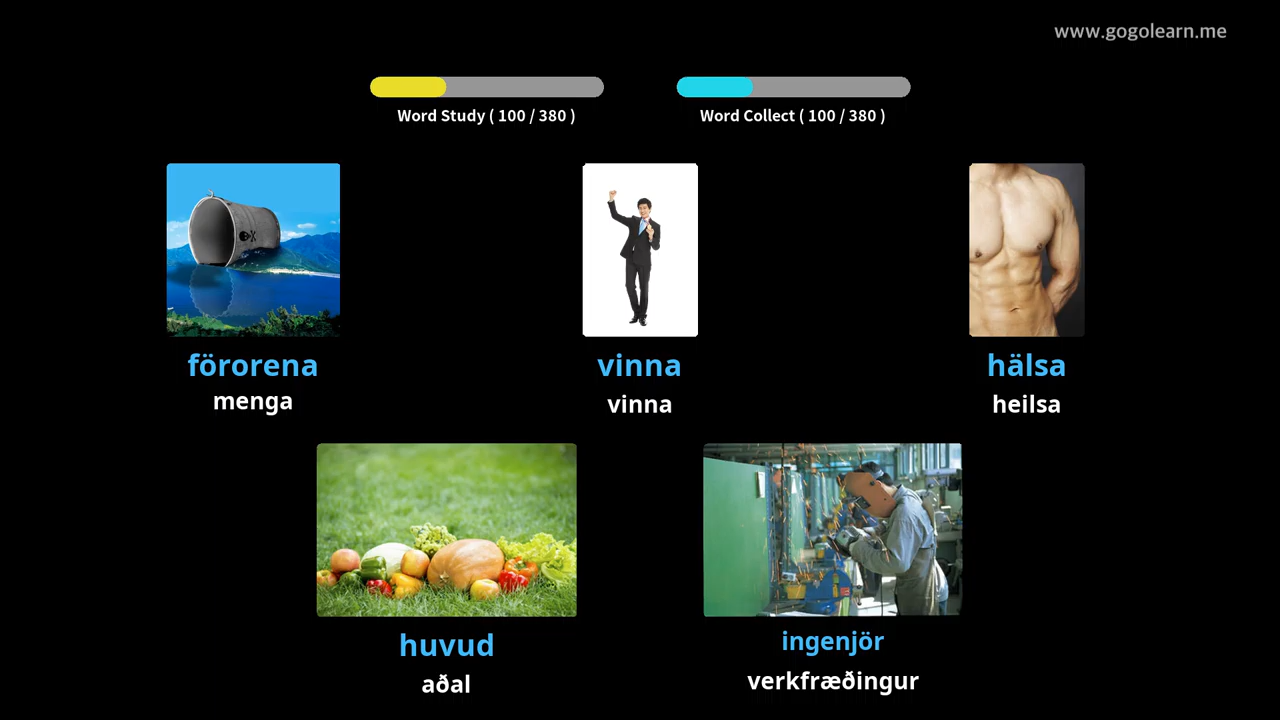 www.gogolearn.me
Word Study ( 100 / 380 )
Word Collect ( 100 / 380 )
förorena
menga
vinna
vinna
hälsa
heilsa
huvud
aðal
ingenjör
verkfræðingur